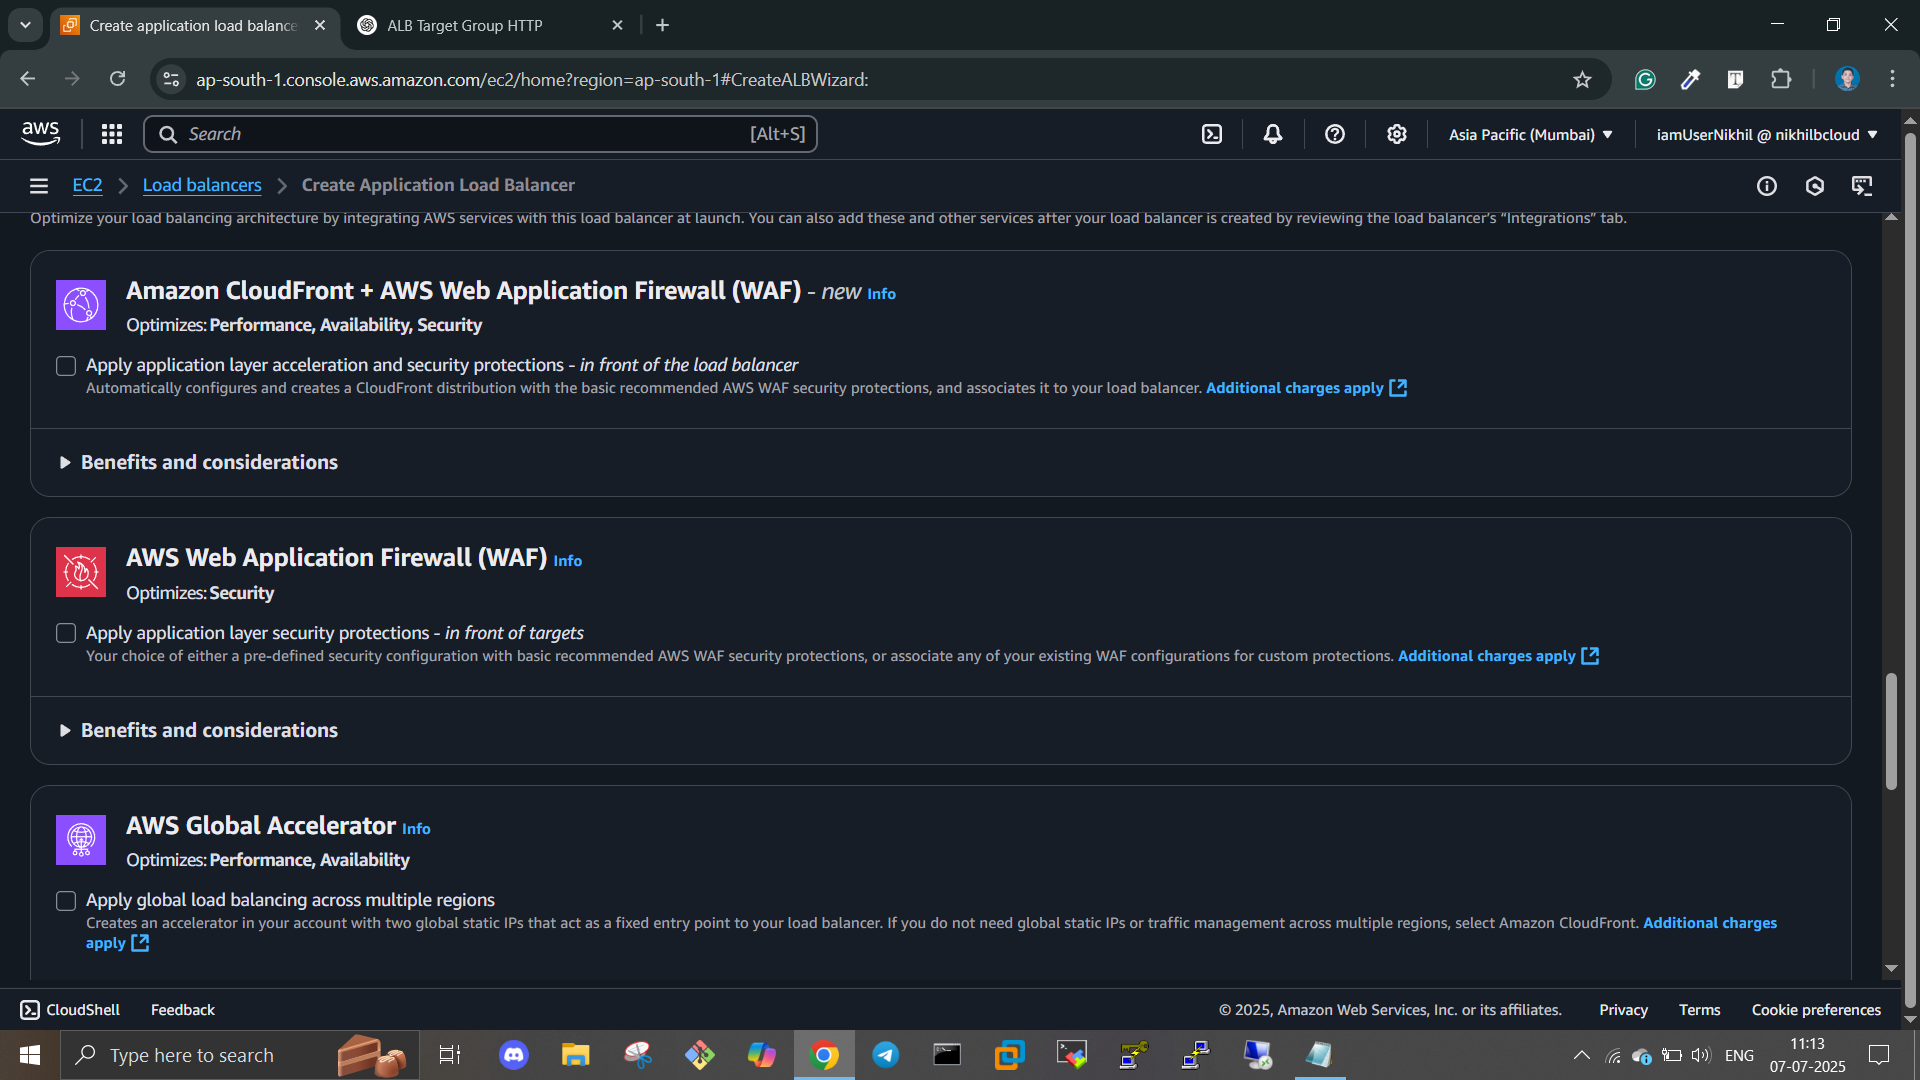 Create application load balance
ALB Target Group HTTP
ap-south-1.console.aws.amazon.com/ec2/home?region=ap-south-1#CreateALBWizard:
aws
Search
[Alt+S]
Asia Pacific (Mumbai)
iamUserNikhil @ nikhilbcloud
EC2
Load balancers
Create Application Load Balancer
Optimize your load balancing architecture by integrating AWS services with this load balancer at launch. You can also add these and other services after your load balancer is created by reviewing the load balancer's “Integrations” tab.
Amazon CloudFront + AWS Web Application Firewall (WAF) - new Info
Optimizes: Performance, Availability, Security
Apply application layer acceleration and security protections - in front of the load balancer
Automatically configures and creates a CloudFront distribution with the basic recommended AWS WAF security protections, and associates it to your load balancer. Additional charges apply
Benefits and considerations
AWS Web Application Firewall (WAF) Info
Optimizes: Security
Apply application layer security protections - in front of targets
Your choice of either a pre-defined security configuration with basic recommended AWS WAF security protections, or associate any of your existing WAF configurations for custom protections. Additional charges apply
Benefits and considerations
AWS Global Accelerator Info
Optimizes: Performance, Availability
Apply global load balancing across multiple regions
Creates an accelerator in your account with two global static IPs that act as a fixed entry point to your load balancer. If you do not need global static IPs or traffic management across multiple regions, select Amazon CloudFront. Additional charges
apply
CloudShell
Feedback
© 2025, Amazon Web Services, Inc. or its affiliates.
Privacy
Terms
Cookie preferences
Type here to search
ENG
11:13
07-07-2025